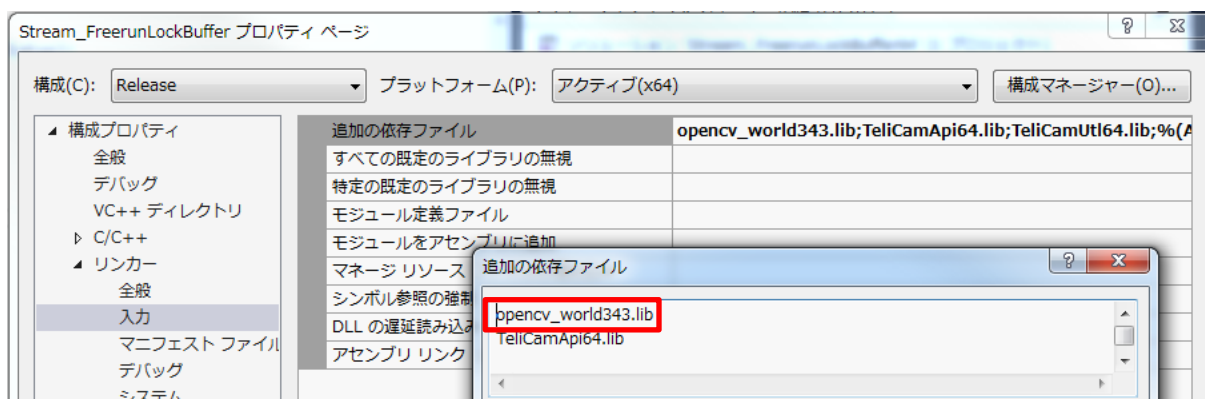 Stream_FreerunLockBuffer プロパティ ページ
構成(C): Release プラットフォーム(P): アクティブ(x64) 構成マネージャー(O)...
構成プロパティ
全般
デバッグ
VC++ ディレクトリ
C/C++
リンカー
全般
入力
マニフェスト ファイル
デバッグ
システム
追加の依存ファイル opencv_world343.lib;TeliCamApi64.lib;TeliCamUtl64.lib;%(A
すべての既定のライブラリの無視
特定の既定のライブラリの無視
モジュール定義ファイル
モジュールをアセンブリに追加
マネージ リソース
シンボル参照の強制
DLL の遅延読み込み
アセンブリ リンク
追加の依存ファイル
opencv_world343.lib
TeliCamApi64.lib